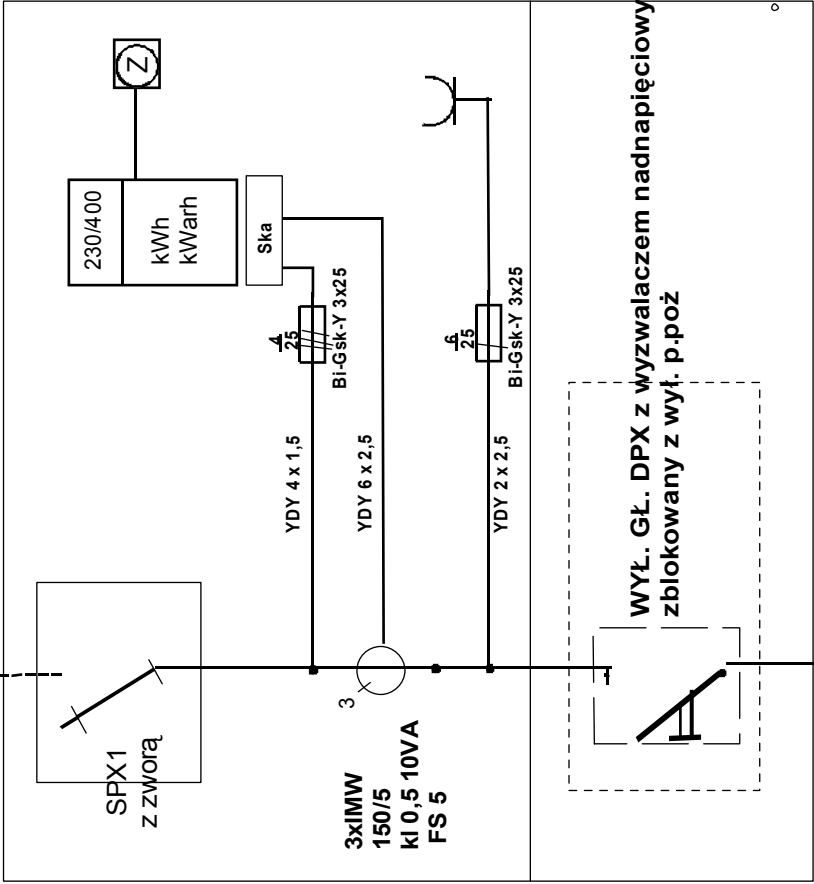 Z
230/400
kWh
kWarh
Ska
4
25
Bi-Gsk-Y 3x25
6
25
Bi-Gsk-Y 3x25
YDY 4 x 1,5
YDY 6 x 2,5
YDY 2 x 2,5
WYŁ. GŁ. DPX z wyzwalaczem nadnapięciowy
zblokowany z wył. p.poż
SPX1
z zworą
3
3xIMW
150/5
kl 0,5 10VA
FS 5